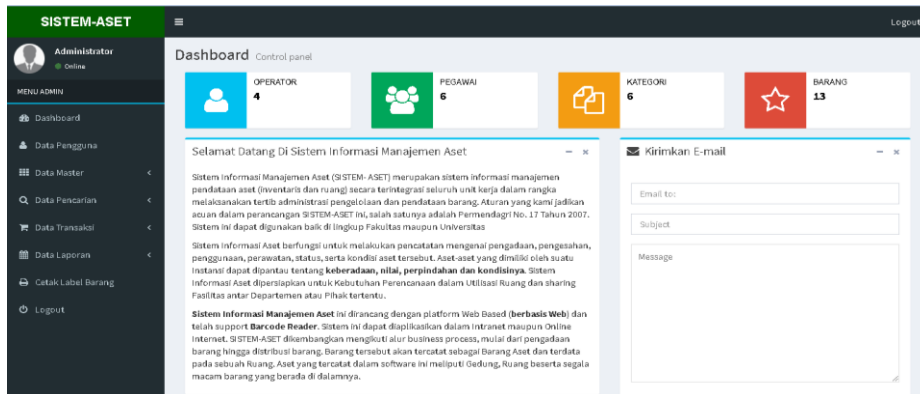 SISTEM-ASET
Logout
Administrator
Online
MENU ADMIN
Dashboard
Data Pengguna
Data Master
Data Pencarian
Data Transaksi
Data Laporan
Cetak Label Barang
Logout
Dashboard Control panel
OPERATOR
4
PEGAWAI
6
KATEGORI
6
BARANG
13
Selamat Datang Di Sistem Informasi Manajemen Aset
Sistem Informasi Manajemen Aset (SISTEM- ASET) merupakan sistem informasi manajemen
pendataan aset (inventaris dan ruang) secara terintegrasi seluruh unit kerja dalam rangka
melaksanakan tertib administrasi pengelolaan dan pendataan barang. Aturan yang kami jadikan
acuan dalam perancangan SISTEM-ASET ini, salah satunya adalah Permendagri No. 17 Tahun 2007.
Sistem ini dapat digunakan baik di lingkup Fakultas maupun Universitas
Sistem Informasi Aset berfungsi untuk melakukan pencatatan mengenai pengadaan, pengesahan,
penggunaan, perawatan, status, serta kondisi aset tersebut. Aset-aset yang dimiliki oleh suatu
Instansi dapat dipantau tentang keberadaan, nilai, perpindahan dan kondisinya. Sistem
Informasi Aset dipersiapkan untuk Kebutuhan Perencanaan dalam Utilisasi Ruang dan sharing
Fasilitas antar Departemen atau Pihak tertentu.
Sistem Informasi Manajemen Aset ini dirancang dengan platform Web Based (berbasis Web) dan
telah support Barcode Reader. Sistem ini dapat diaplikasikan dalam Intranet maupun Online
Internet. SISTEM-ASET dikembangkan mengikuti alur business process, mulai dari pengadaan
barang hingga distribusi barang. Barang tersebut akan tercatat sebagai Barang Aset dan terdata
pada sebuah Ruang. Aset yang tercatat dalam software ini meliputi Gedung, Ruang beserta segala
macam barang yang berada di dalamnya.
Kirimkan E-mail
Email to:
Subject
Message